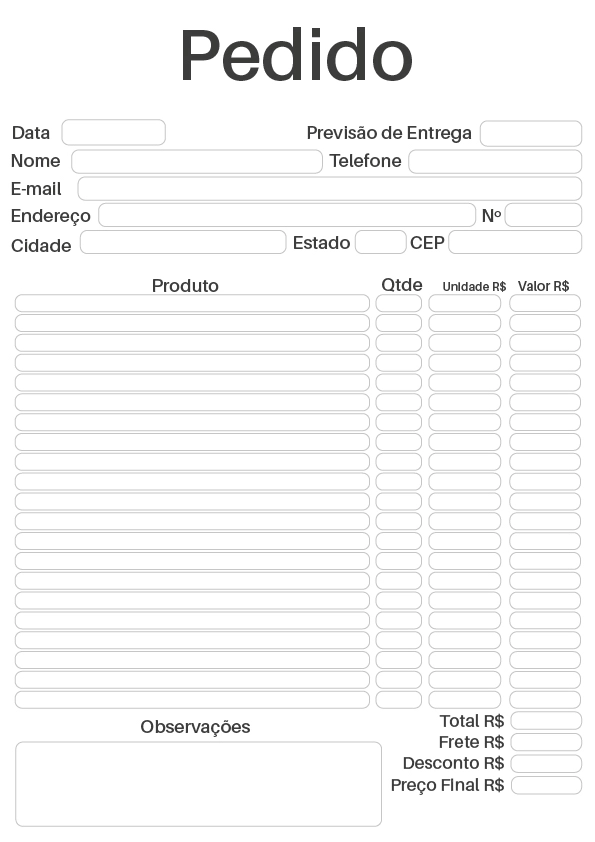 Pedido
Data Previsão de Entrega
Nome Telefone
E-mail
Endereço Nº
Cidade Estado CEP
Produto Qtde Unidade R$ Valor R$
Observações
Total R$
Frete R$
Desconto R$
Preço Final R$